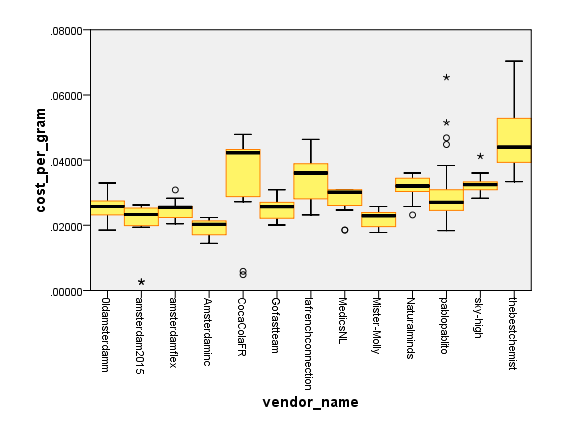 .08000
.06000
.04000
.02000
.00000
cost_per_gram
0ldamsterdamm
amsterdam2015
amsterdamflex
Amsterdaminc
CocaColaFR
Gofastteam
lafrenchconnection
MedicsNL
Mister-Molly
Naturalminds
pablopablito
sky-high
thebestchemist
vendor_name